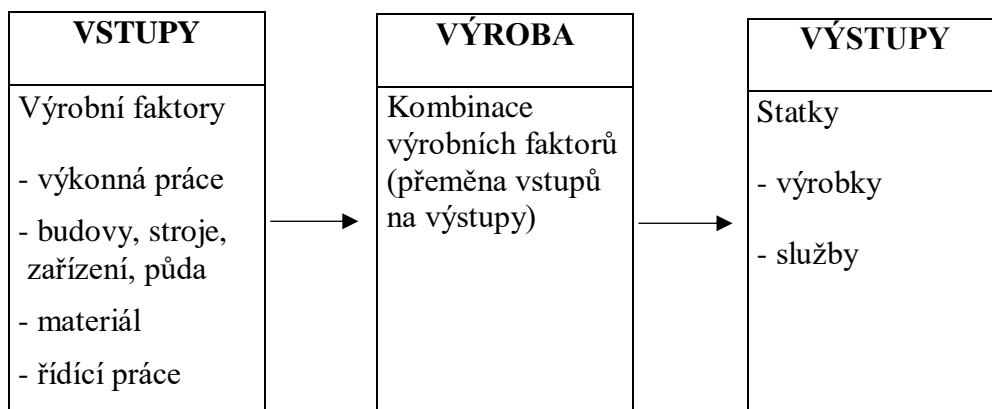 VSTUPY
Výrobní faktory
- výkonná práce
- budovy, stroje,
zařízení, půda
- materiál
- řídící práce
VÝROBA
Kombinace
výrobních faktorů
(přeměna vstupů
na výstupy)
VÝSTUPY
Statky
- výrobky
- služby